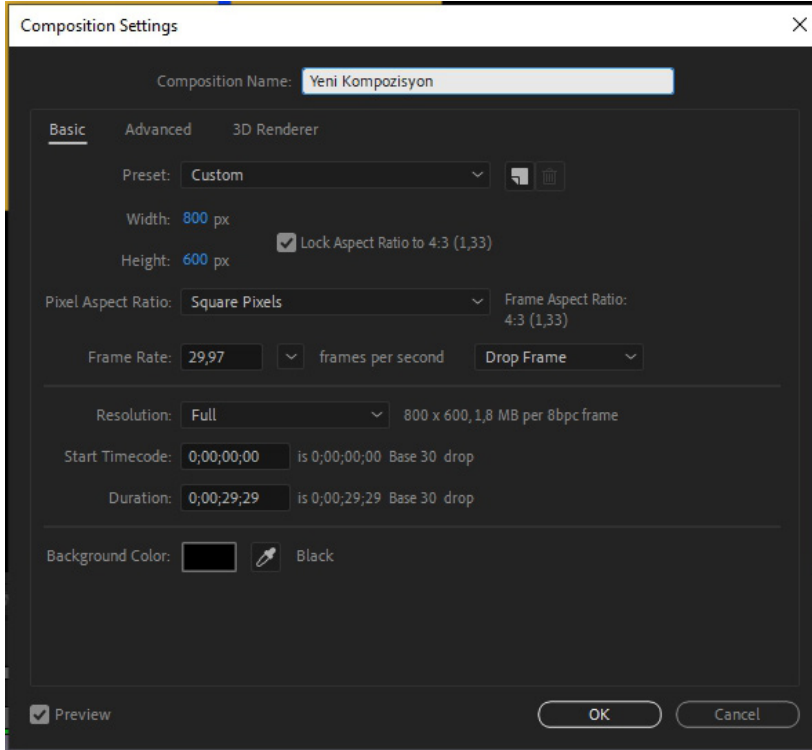 Composition Settings
Composition Name: Yeni Kompozisyon
Basic Advanced 3D Renderer
Preset: Custom
Width: 800 px
Lock Aspect Ratio to 4:3 (1,33)
Height: 600 px
Pixel Aspect Ratio: Square Pixels Frame Aspect Ratio:
4:3 (1,33)
Frame Rate: 29,97 frames per second Drop Frame
Resolution: Full 800 x 600, 1,8 MB per 8bpc frame
Start Timecode: 0;00;00;00 is 0;00;00;00 Base 30 drop
Duration: 0;00;29;29 is 0;00;29;29 Base 30 drop
Background Color: Black
Preview OK Cancel